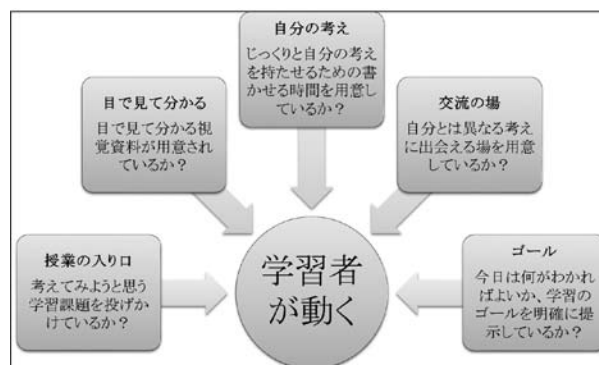 自分の考え
じっくりと自分の考え
を持たせるための書
かせる時間を用意し
ているか？
目で見て分かる
目で見て分かる視
覚資料が用意され
ているか？
交流の場
自分とは異なる考え
に出会える場を用意
しているか？
授業の入り口
考えてみようと思う
学習課題を投げか
けているか？
学習者
が動く
ゴール
今日は何がわかれ
ばよいか、学習の
ゴールを明確に提
示しているか？